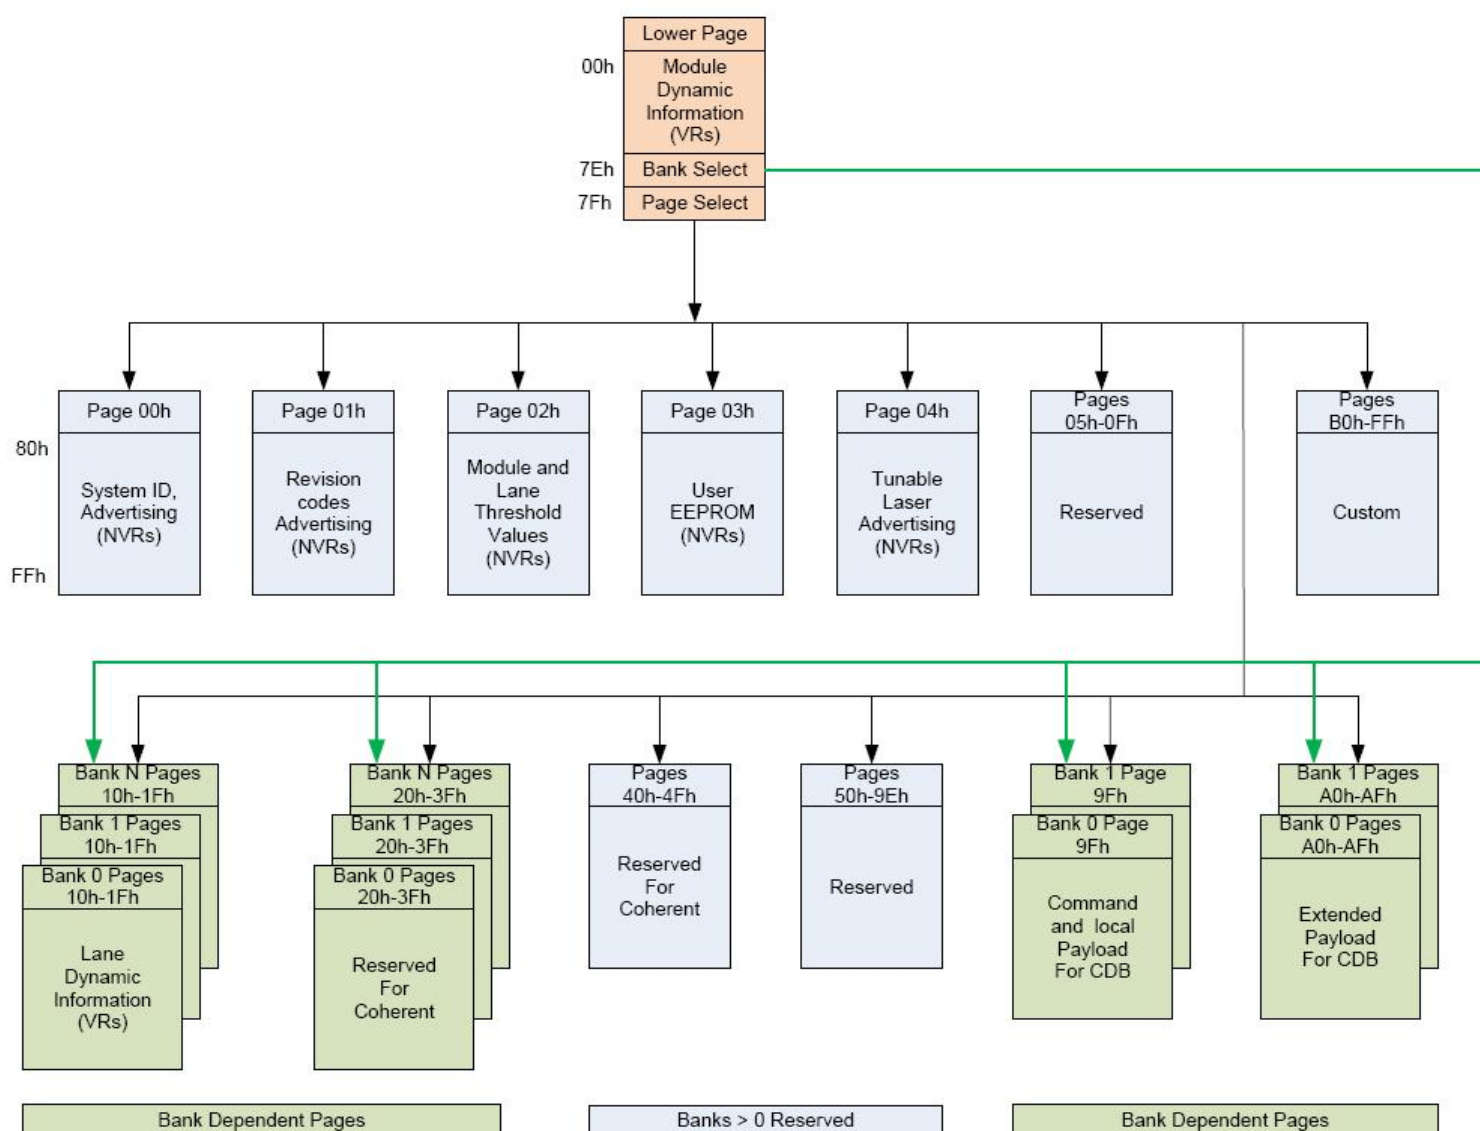 Lower Page
00h
Module
Dynamic
Information
(VRs)
7Eh
Bank Select
7Fh
Page Select
Page 00h
80h
System ID,
Advertising
(NVRs)
FFh
Page 01h
Revision
codes
Advertising
(NVRs)
Page 02h
Module and
Lane
Threshold
Values
(NVRs)
Page 03h
User
EEPROM
(NVRs)
Page 04h
Tunable
Laser
Advertising
(NVRs)
Pages
05h-0Fh
Reserved
Pages
B0h-FFh
Custom
Bank N Pages
10h-1Fh
Bank 1 Pages
10h-1Fh
Bank 0 Pages
10h-1Fh
Lane
Dynamic
Information
(VRs)
Bank N Pages
20h-3Fh
Bank 1 Pages
20h-3Fh
Bank 0 Pages
20h-3Fh
Reserved
For
Coherent
Pages
40h-4Fh
Reserved
For
Coherent
Pages
50h-9Eh
Reserved
Bank 1 Page
9Fh
Bank 0 Page
9Fh
Command
and local
Payload
For CDB
Bank 1 Pages
A0h-AFh
Bank 0 Pages
A0h-AFh
Extended
Payload
For CDB
Bank Dependent Pages
Banks > 0 Reserved
Bank Dependent Pages